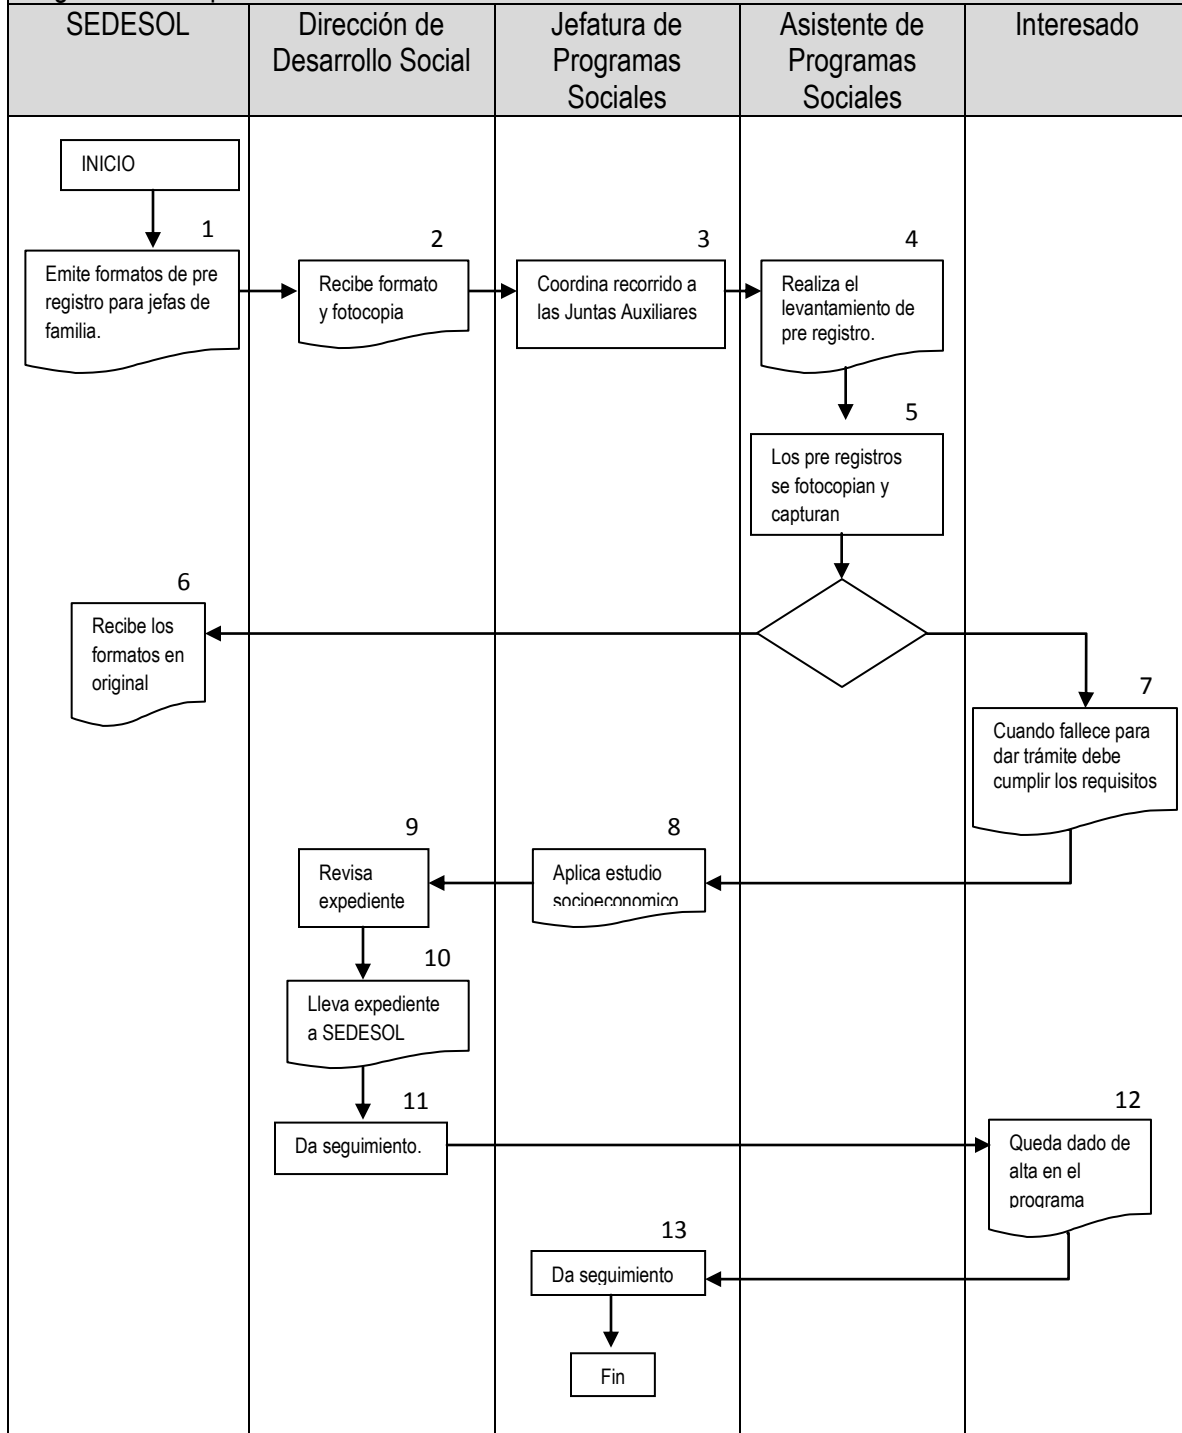 SEDESOL
Dirección de
Desarrollo Social
Jefatura de
Programas
Sociales
Asistente de
Programas
Sociales
Interesado
INICIO
1
Emite formatos de pre
registro para jefas de
familia.
2
Recibe formato
y fotocopia
3
Coordina recorrido a
las Juntas Auxiliares
4
Realiza el
levantamiento de
pre registro.
5
Los pre registros
se fotocopian y
capturan
6
Recibe los
formatos en
original
7
Cuando fallece para
dar trámite debe
cumplir los requisitos
8
Aplica estudio
socioeconomico
9
Revisa
expediente
10
Lleva expediente
a SEDESOL
11
Da seguimiento.
12
Queda dado de
alta en el
programa
13
Da seguimiento
Fin